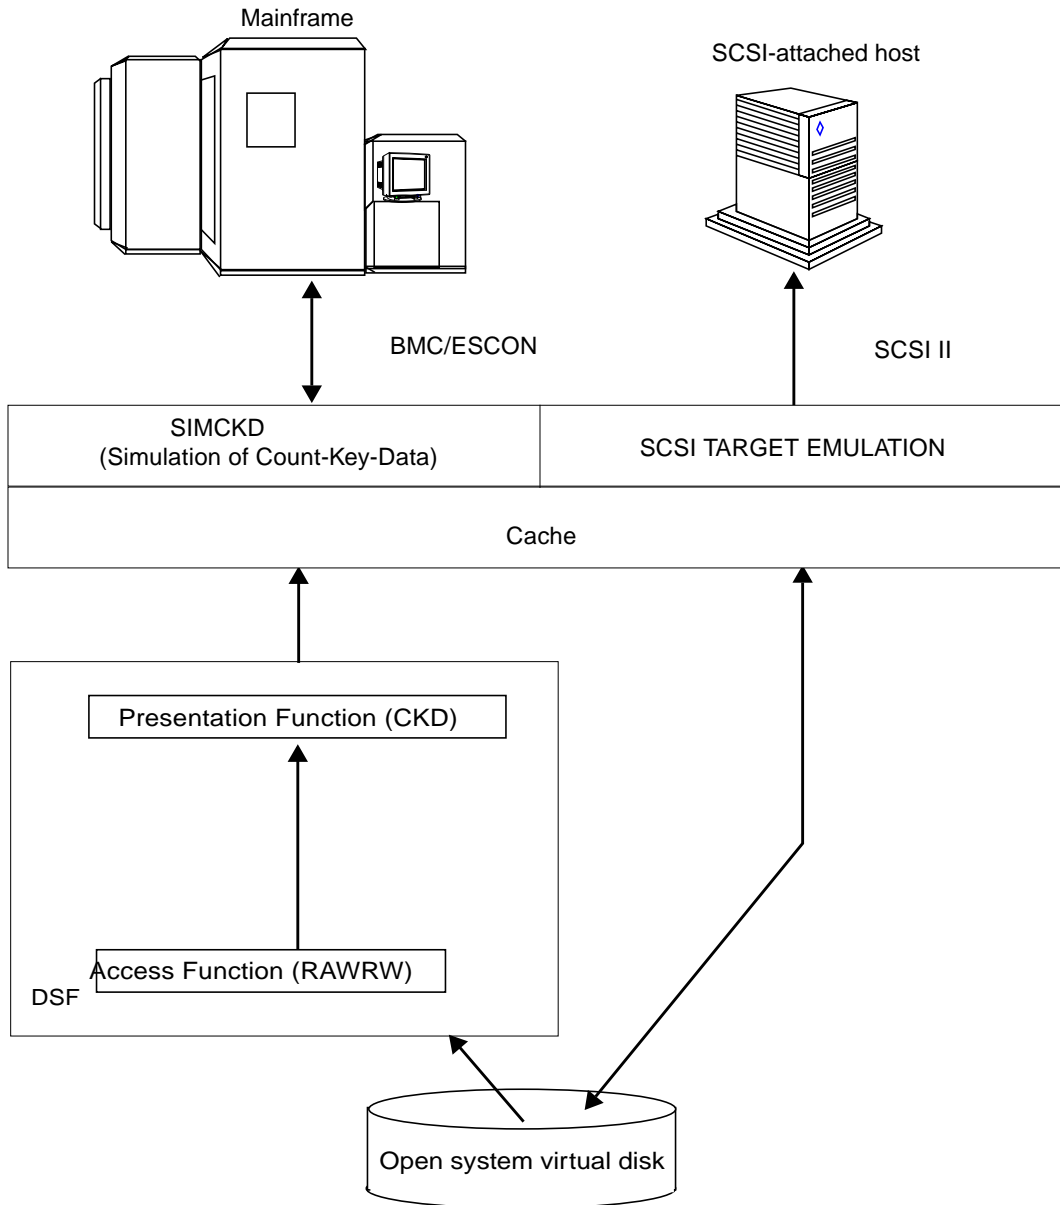 Mainframe
SCSI-attached host
BMC/ESCON
SCSI II
SIMCKD
(Simulation of Count-Key-Data)
SCSI TARGET EMULATION
Cache
Presentation Function (CKD)
Access Function (RAWRW)
DSF
Open system virtual disk